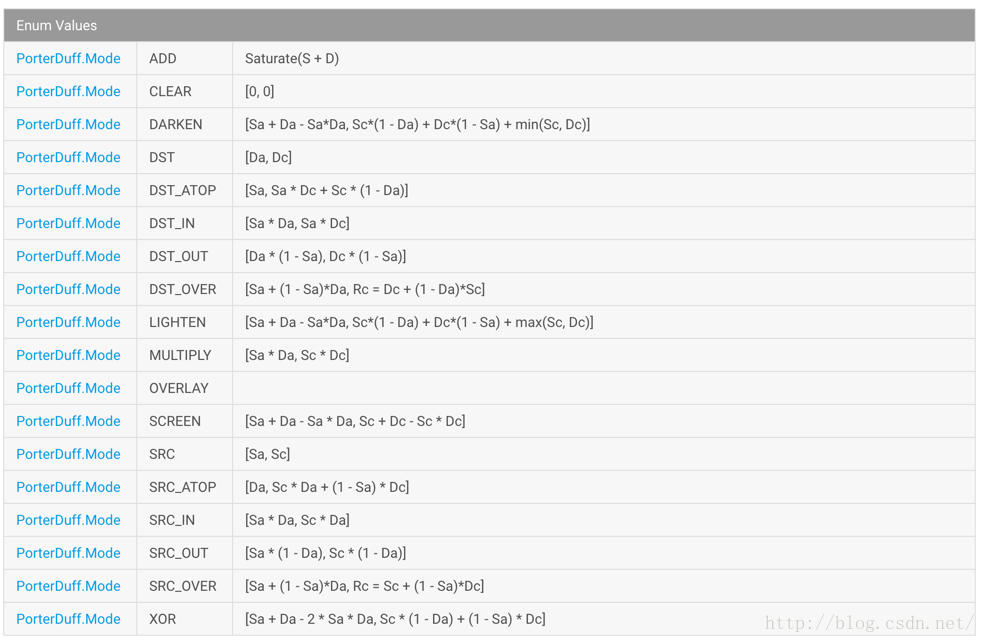 Enum Values
PorterDuff.Mode ADD Saturate(S + D)
PorterDuff.Mode CLEAR [0, 0]
PorterDuff.Mode DARKEN [Sa + Da - Sa*Da, Sc*(1 - Da) + Dc*(1 - Sa) + min(Sc, Dc)]
PorterDuff.Mode DST [Da, Dc]
PorterDuff.Mode DST_ATOP [Sa, Sa * Dc + Sc * (1 - Da)]
PorterDuff.Mode DST_IN [Sa * Da, Sa * Dc]
PorterDuff.Mode DST_OUT [Da * (1 - Sa), Dc * (1 - Sa)]
PorterDuff.Mode DST_OVER [Sa + (1 - Sa)*Da, Rc = Dc + (1 - Da)*Sc]
PorterDuff.Mode LIGHTEN [Sa + Da - Sa*Da, Sc*(1 - Da) + Dc*(1 - Sa) + max(Sc, Dc)]
PorterDuff.Mode MULTIPLY [Sa * Da, Sc * Dc]
PorterDuff.Mode OVERLAY
PorterDuff.Mode SCREEN [Sa + Da - Sa * Da, Sc + Dc - Sc * Dc]
PorterDuff.Mode SRC [Sa, Sc]
PorterDuff.Mode SRC_ATOP [Da, Sc * Da + (1 - Sa) * Dc]
PorterDuff.Mode SRC_IN [Sa * Da, Sc * Da]
PorterDuff.Mode SRC_OUT [Sa * (1 - Da), Sc * (1 - Da)]
PorterDuff.Mode SRC_OVER [Sa + (1 - Sa)*Da, Rc = Sc + (1 - Sa)*Dc]
PorterDuff.Mode XOR [Sa + Da - 2 * Sa * Da, Sc * (1 - Da) + (1 - Sa) * Dc]
http://blog.csdn.net/